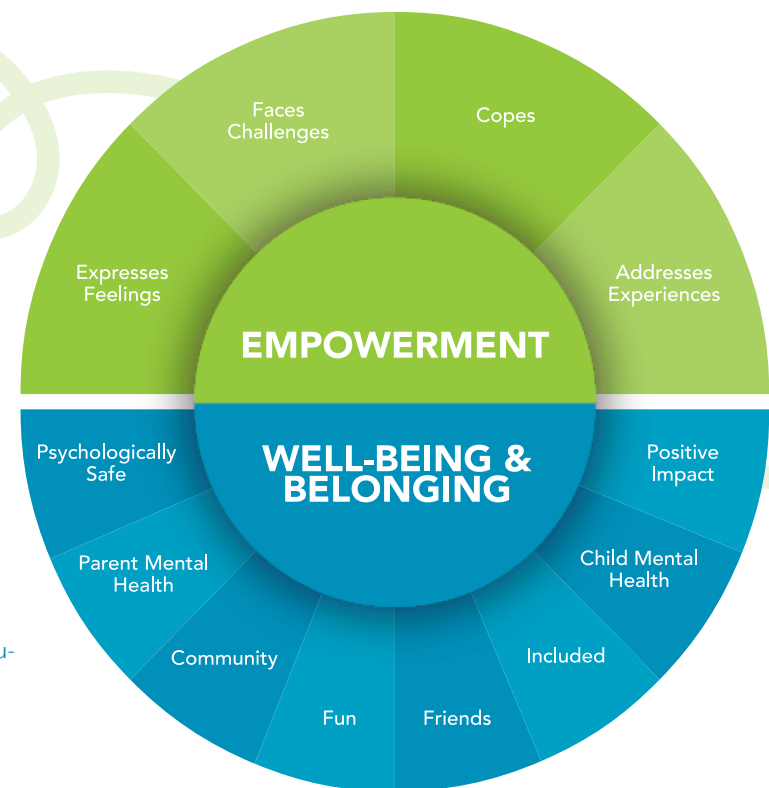 Faces
Challenges
Copes
Expresses
Feelings
Addresses
Experiences
EMPOWERMENT
WELL-BEING &
BELONGING
Psychologically
Safe
Positive
Impact
Parent Mental
Health
Child Mental
Health
Community
Included
Fun
Friends
u-